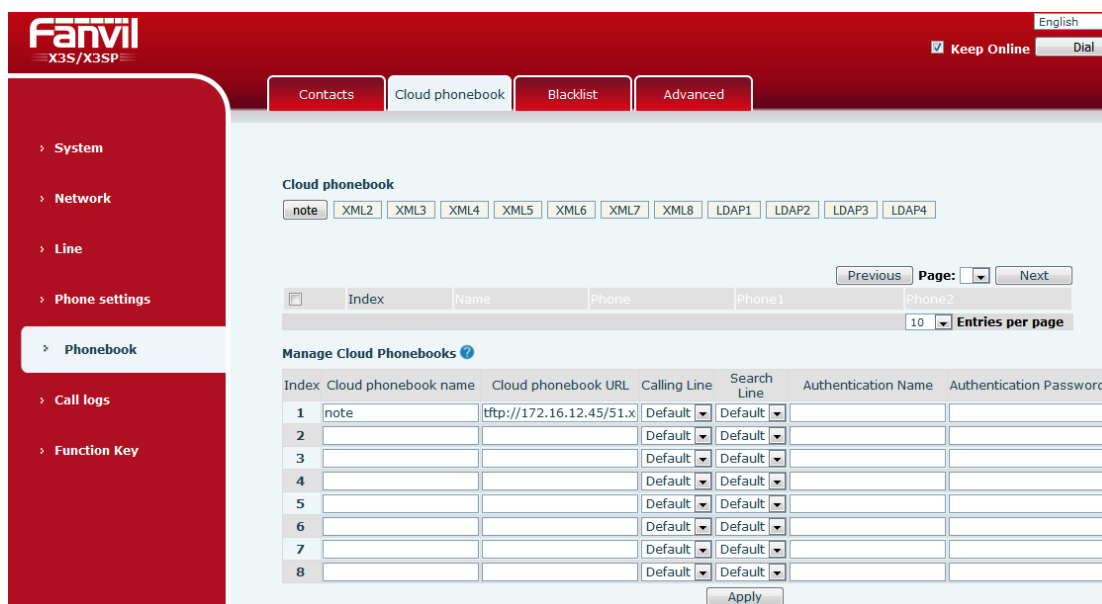 English
Fanvil
X3S/X3SP
Keep Online Dial
Contacts Cloud phonebook Blacklist Advanced
› System
› Network
› Line
› Phone settings
› Phonebook
› Call logs
› Function Key
Cloud phonebook
note XML2 XML3 XML4 XML5 XML6 XML7 XML8 LDAP1 LDAP2 LDAP3 LDAP4
Previous Page: Next
Index Name Phone Phone1 Phone2
10 Entries per page
Manage Cloud Phonebooks ?
Index Cloud phonebook name Cloud phonebook URL Calling Line Search Line Authentication Name Authentication Password
1 note tftp://172.16.12.45/51.x Default Default
2 Default Default
3 Default Default
4 Default Default
5 Default Default
6 Default Default
7 Default Default
8 Default Default
Apply